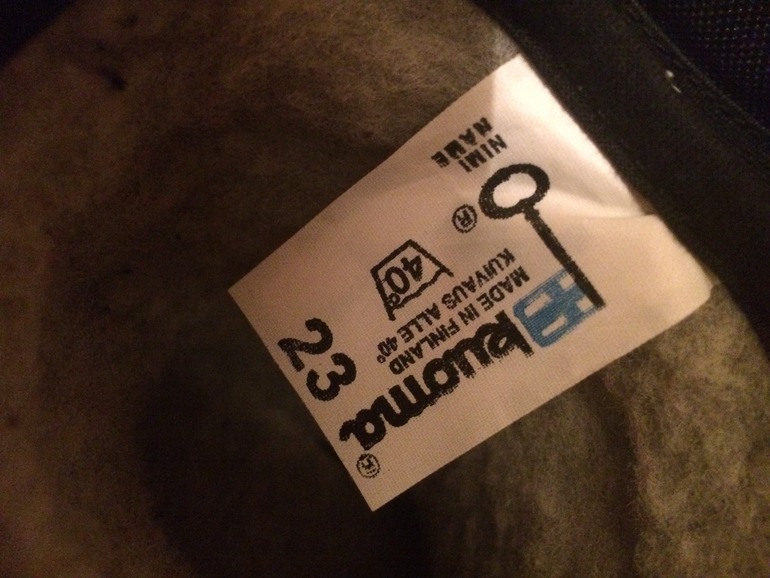 kuoma®
MADE IN FINLAND
KUIVAUS ALLE 40°
40°
23
®
NIMI
NAME